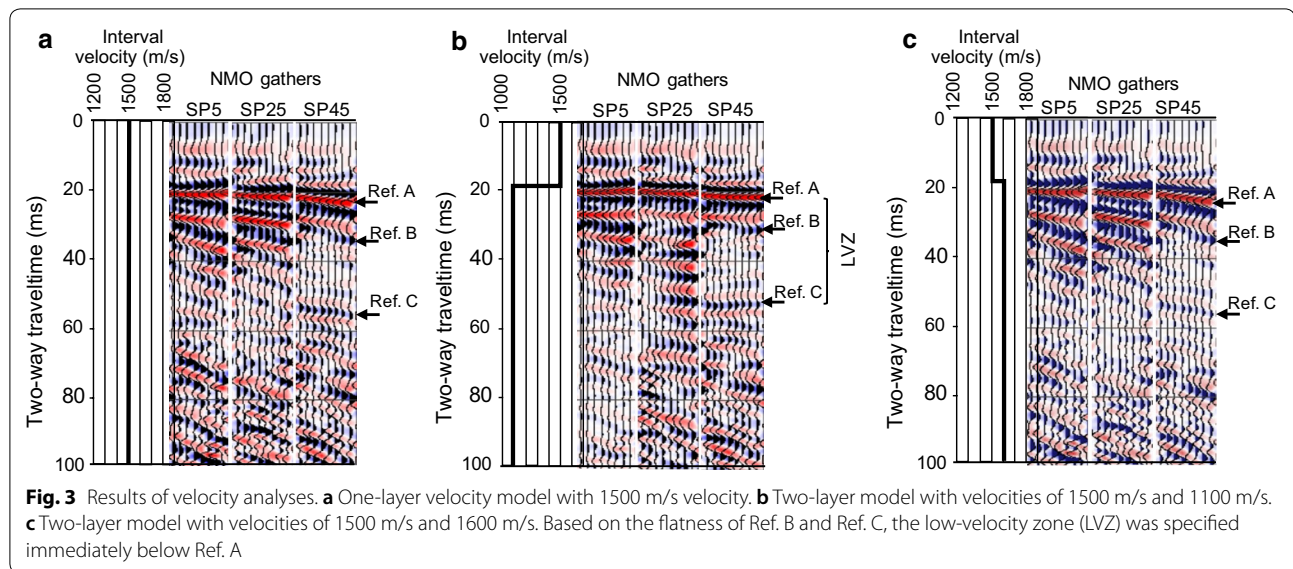 a
Interval
velocity (m/s)
NMO gathers
1200
1500
1800
SP5 SP25 SP45
0
20
40
60
80
100
Two-way traveltime (ms)
Ref. A
Ref. B
Ref. C
b
Interval
velocity (m/s)
NMO gathers
1000
1500
SP5 SP25 SP45
0
20
40
60
80
100
Two-way traveltime (ms)
Ref. A
Ref. B
Ref. C
LVZ
c
Interval
velocity (m/s)
NMO gathers
1200
1500
1800
SP5 SP25 SP45
0
20
40
60
80
100
Two-way traveltime (ms)
Ref. A
Ref. B
Ref. C
Fig. 3 Results of velocity analyses. a One-layer velocity model with 1500 m/s velocity. b Two-layer model with velocities of 1500 m/s and 1100 m/s.
c Two-layer model with velocities of 1500 m/s and 1600 m/s. Based on the flatness of Ref. B and Ref. C, the low-velocity zone (LVZ) was specified
immediately below Ref. A